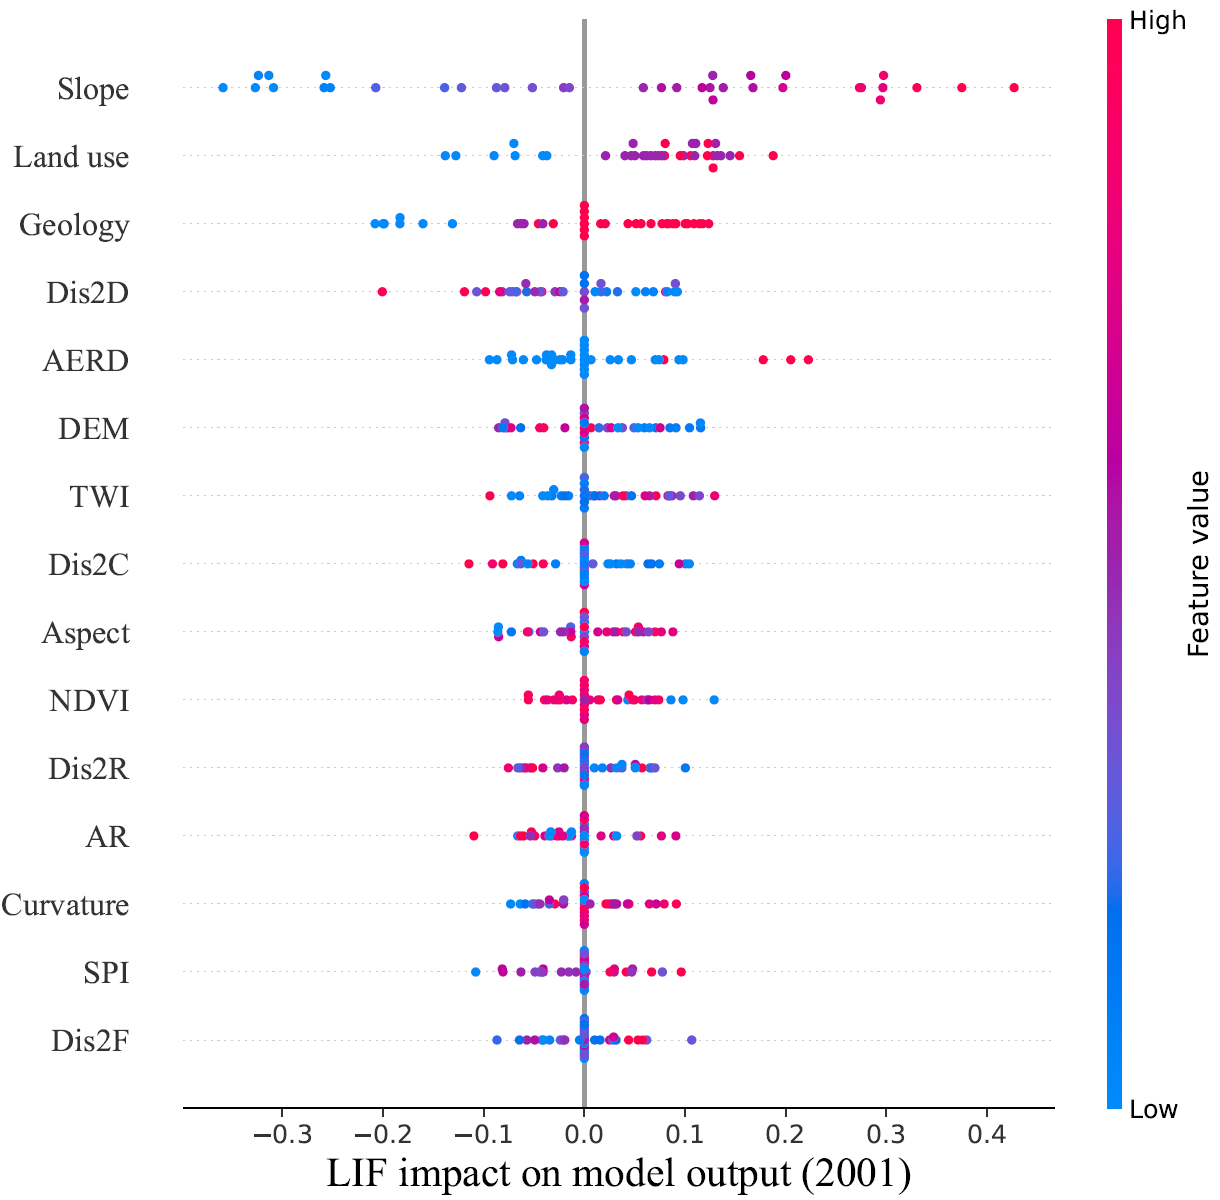 High
Slope
Land use
Geology
Dis2D
AERD
DEM
TWI
Dis2C
Aspect
NDVI
Dis2R
AR
Curvature
SPI
Dis2F
Feature value
Low
−0.3 −0.2 −0.1 0.0 0.1 0.2 0.3 0.4
LIF impact on model output (2001)